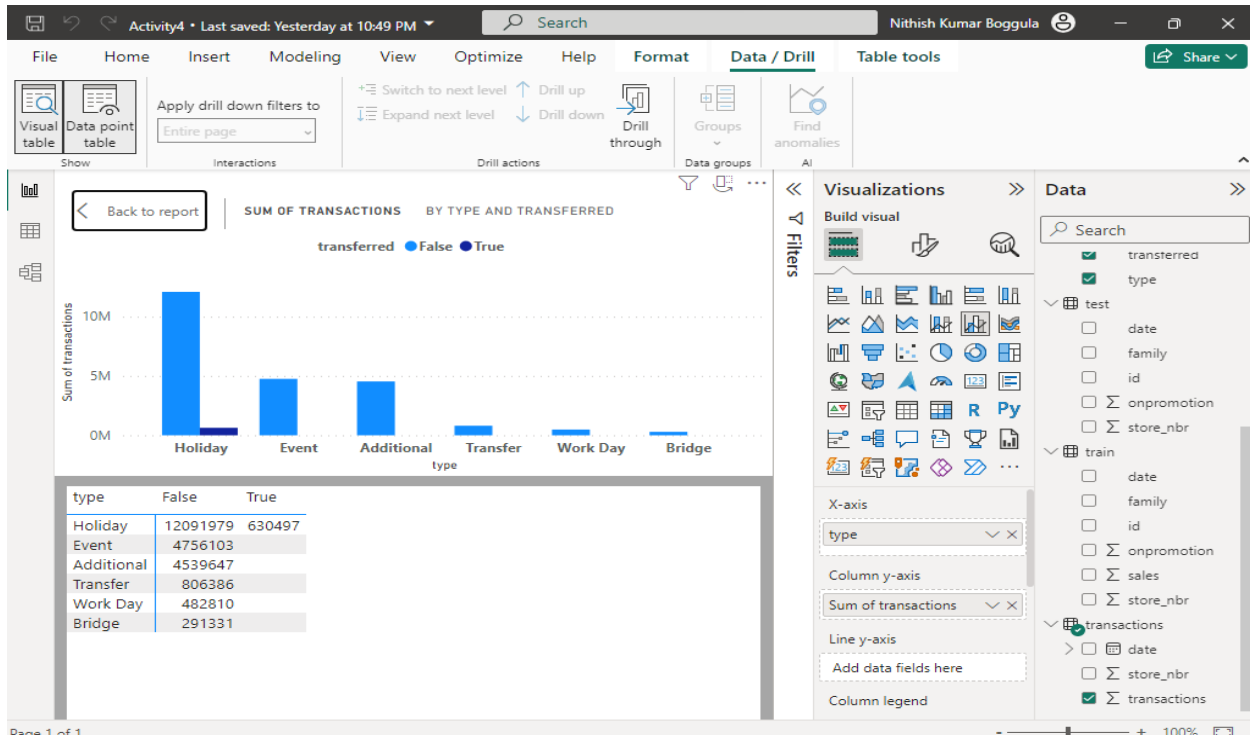 Activity4 • Last saved: Yesterday at 10:49 PM
Search
Nithish Kumar Boggula
File Home Insert Modeling View Optimize Help Format Data / Drill Table tools
Share
Visual table
Data point table
Show
Apply drill down filters to
Entire page
Interactions
Switch to next level
Expand next level
Drill up
Drill down
Drill actions
Drill through
Groups
Data groups
Find anomalies
AI
Back to report
SUM OF TRANSACTIONS BY TYPE AND TRANSFERRED
transferred False True
Sum of transactions
10M
5M
0M
Holiday Event Additional Transfer Work Day Bridge
type
type False True
Holiday 12091979 630497
Event 4756103
Additional 4539647
Transfer 806386
Work Day 482810
Bridge 291331
Filters
Visualizations
Build visual
123
R Py
123
X-axis
type
Column y-axis
Sum of transactions
Line y-axis
Add data fields here
Column legend
Data
Search
transferred
type
test
date
family
id
Σ onpromotion
Σ store_nbr
train
date
family
id
Σ onpromotion
Σ sales
Σ store_nbr
transactions
date
Σ store_nbr
Σ transactions
Page 1 of 1
- + 100%